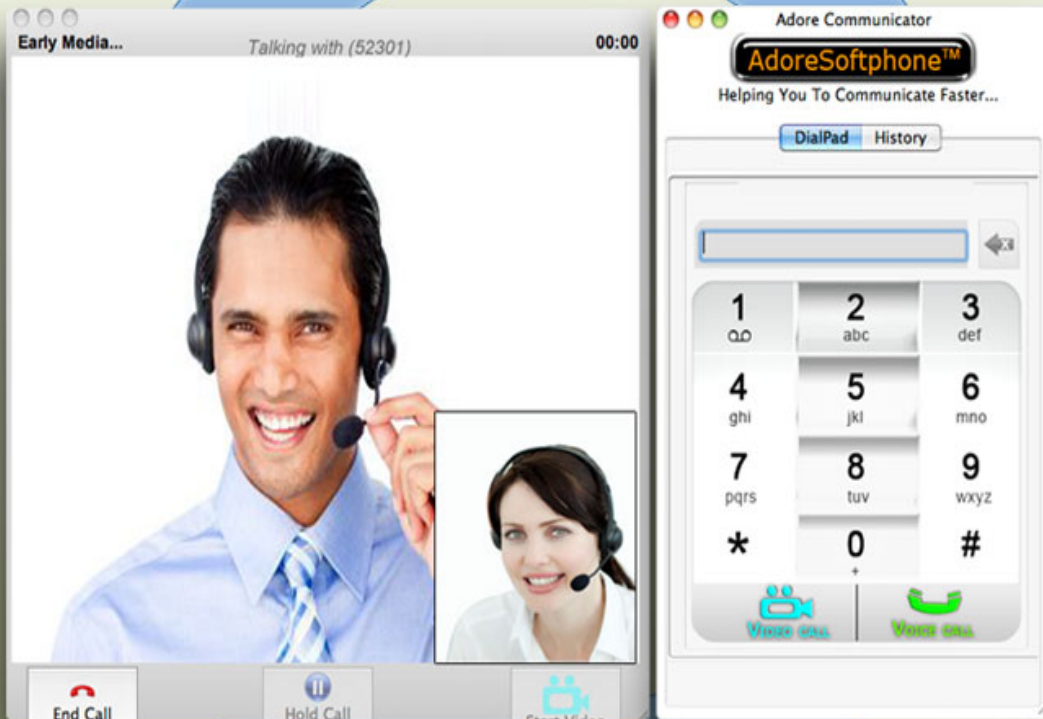 Early Media...
Talking with (52301)
00:00
End Call
Hold Call
Start Video
Adore Communicator
AdoreSoftphone™
Helping You To Communicate Faster...
DialPad
History
1
2
abc
3
def
4
ghi
5
jkl
6
mno
7
pqrs
8
tuv
9
wxyz
*
0
+
#
VIDEO CALL
VOICE CALL